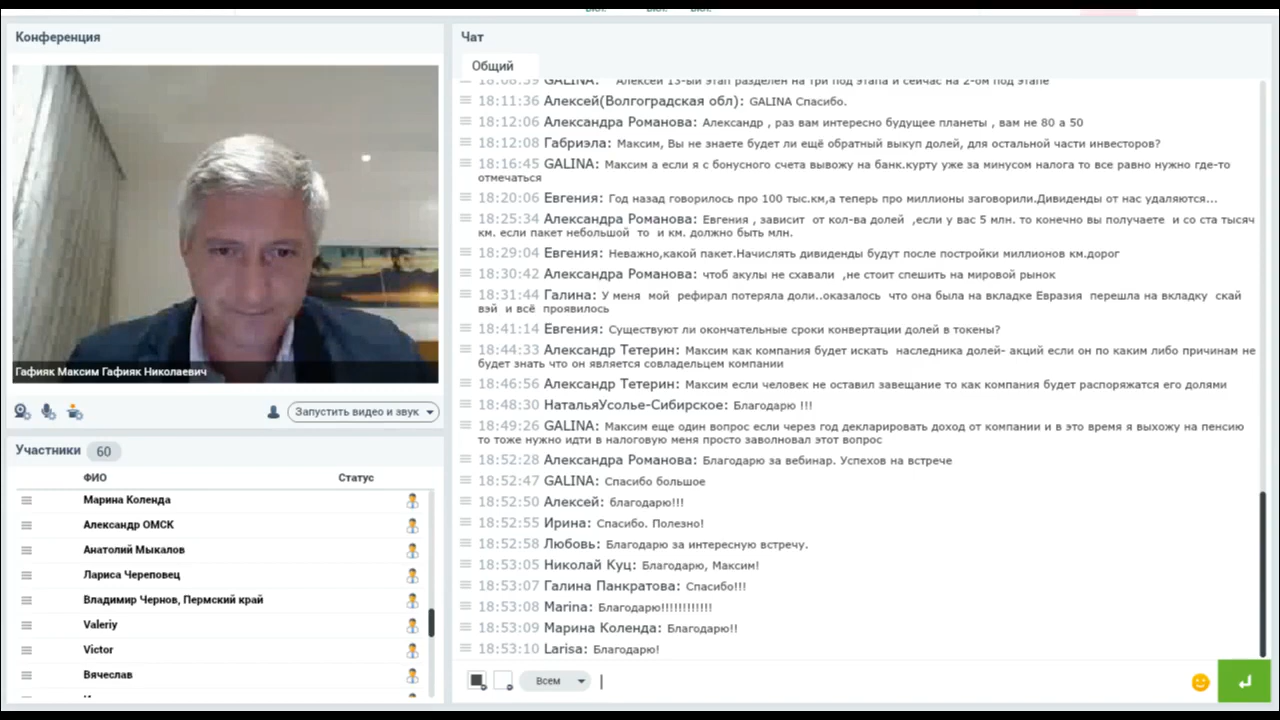 Конференция
Гафияк Максим Гафияк Николаевич
Запустить видео и звук
Участники 60
ФИО Статус
Марина Коленда
Александр ОМСК
Анатолий Мыкалов
Лариса Череповец
Владимир Чернов, Пермский край
Valeriy
Victor
Вячеслав
Чат
Общий
18:06:59 GALINA: Алексей 13-ый этап разделен на три под этапа и сейчас на 2-ом под этапе
18:11:36 Алексей(Волгоградская обл): GALINA Спасибо.
18:12:06 Александра Романова: Александр , раз вам интересно будущее планеты , вам не 80 а 50
18:12:08 Габриэла: Максим, Вы не знаете будет ли ещё обратный выкуп долей, для остальной части инвесторов?
18:16:45 GALINA: Максим а если я с бонусного счета вывожу на банк.курту уже за минусом налога то все равно нужно где-то
отмечаться
18:20:06 Евгения: Год назад говорилось про 100 тыс.км,а теперь про миллионы заговорили.Дивиденды от нас удаляются...
18:25:34 Александра Романова: Евгения , зависит от кол-ва долей ,если у вас 5 млн. то конечно вы получаете и со ста тысяч
км. если пакет небольшой то и км. должно быть млн.
18:29:04 Евгения: Неважно,какой пакет.Начислять дивиденды будут после постройки миллионов км.дорог
18:30:42 Александра Романова: чтоб акулы не схавали ,не стоит спешить на мировой рынок
18:31:44 Галина: У меня мой рефирал потеряла доли..оказалось что она была на вкладке Евразия перешла на вкладку скай
вэй и всё проявилось
18:41:14 Евгения: Существуют ли окончательные сроки конвертации долей в токены?
18:44:33 Александр Тетерин: Максим как компания будет искать наследника долей- акций если он по каким либо причинам не
будет знать что он является совладельцем компании
18:46:56 Александр Тетерин: Максим если человек не оставил завещание то как компания будет распоряжатся его долями
18:48:30 НатальяУсолье-Сибирское: Благодарю !!!
18:49:26 GALINA: Максим еще один вопрос если через год декларировать доход от компании и в это время я выхожу на пенсию
то тоже нужно идти в налоговую меня просто заволновал этот вопрос
18:52:28 Александра Романова: Благодарю за вебинар. Успехов на встрече
18:52:47 GALINA: Спасибо большое
18:52:50 Алексей: благодарю!!!
18:52:55 Ирина: Спасибо. Полезно!
18:52:58 Любовь: Благодарю за интересную встречу.
18:53:05 Николай Куц: Благодарю, Максим!
18:53:07 Галина Панкратова: Спасибо!!!
18:53:08 Marina: Благодарю!!!!!!!!!!!!
18:53:09 Марина Коленда: Благодарю!!
18:53:10 Larisa: Благодарю!
Всем